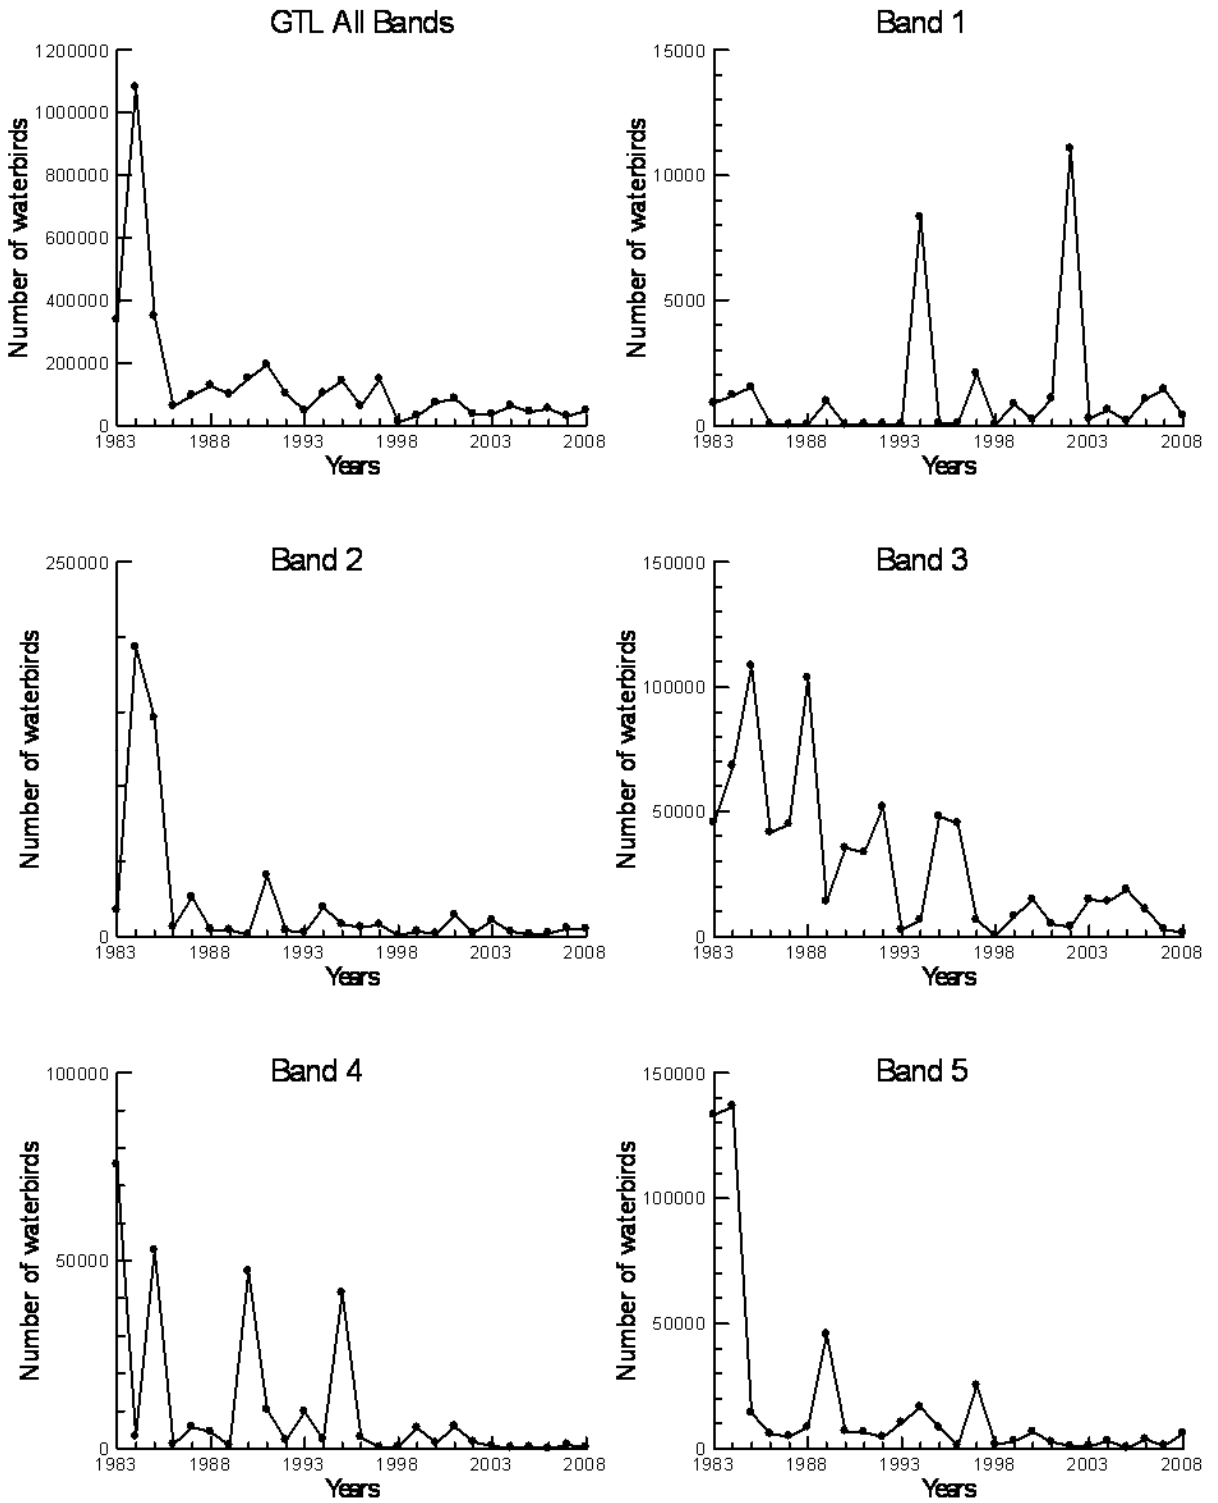 GTL All Bands
1200000
1000000
800000
600000
400000
200000
0
Number of waterbirds
1983 1988 1993 1998 2003 2008
Years
Band 1
15000
10000
5000
0
Number of waterbirds
1983 1988 1993 1998 2003 2008
Years
Band 2
250000
0
Number of waterbirds
1983 1988 1993 1998 2003 2008
Years
Band 3
150000
100000
50000
0
Number of waterbirds
1983 1988 1993 1998 2003 2008
Years
Band 4
100000
50000
0
Number of waterbirds
1983 1988 1993 1998 2003 2008
Years
Band 5
150000
100000
50000
0
Number of waterbirds
1983 1988 1993 1998 2003 2008
Years